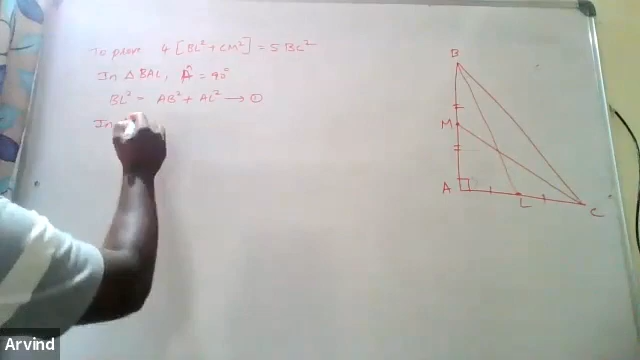 To prove 4 [BL² + CM²] = 5 BC²
In △ BAL, Â = 90°
BL² = AB² + AL² → ①
In
B
M
A
L
C
Arvind